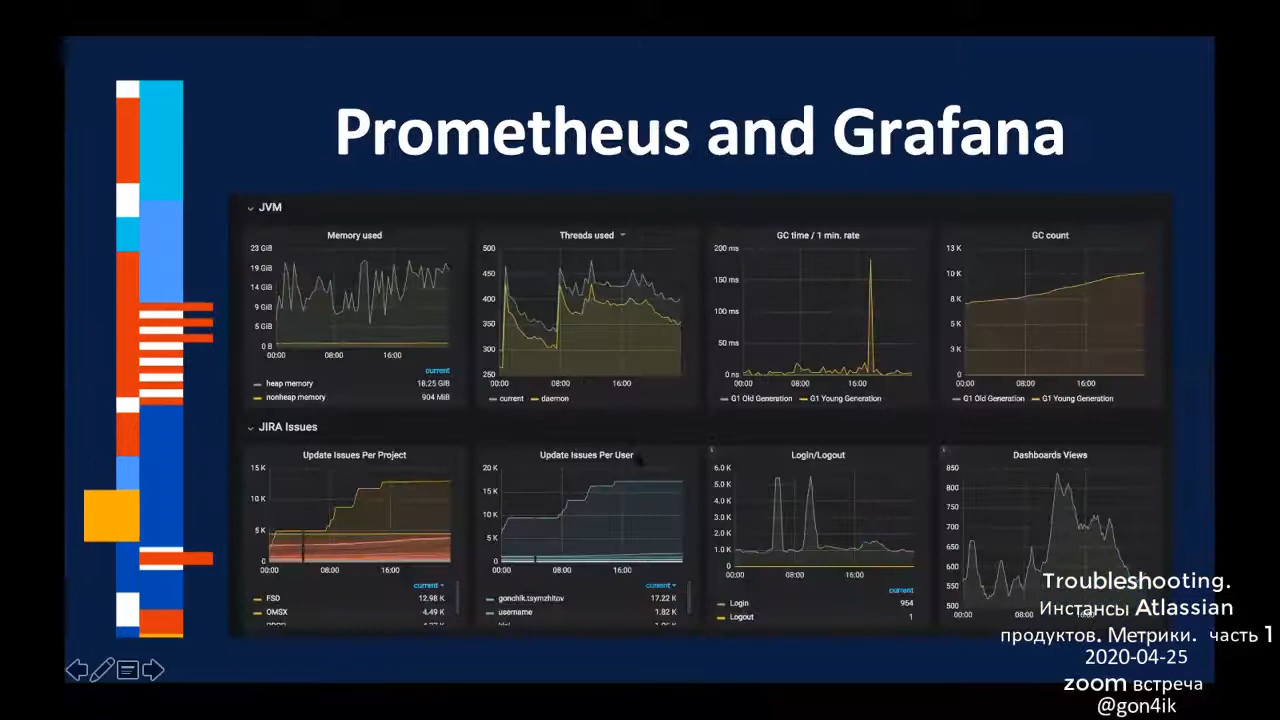 Prometheus and Grafana
JVM
Memory used
23 GiB
19 GiB
14 GiB
9 GiB
5 GiB
0 B
00:00 08:00 16:00
current
heap memory 18.25 GiB
nonheap memory 904 MiB
Threads used
500
450
400
350
300
250
00:00 08:00 16:00
current daemon
GC time / 1 min. rate
200 ms
150 ms
100 ms
50 ms
0 ns
00:00 08:00 16:00
G1 Old Generation G1 Young Generation
GC count
13 K
10 K
8 K
5 K
3 K
0
00:00 08:00 16:00
G1 Old Generation G1 Young Generation
JIRA Issues
Update Issues Per Project
15 K
10 K
5 K
0
00:00 08:00 16:00
current
FSD 12.98 K
OMSX 4.49 K
Update Issues Per User
20 K
15 K
10 K
5 K
0
00:00 08:00 16:00
current
gonchik.tsymzhitov 17.22 K
username 1.82 K
Login/Logout
6.0 K
5.0 K
4.0 K
3.0 K
2.0 K
1.0 K
0
00:00 08:00 16:00
current
Login 954
Logout 1
Dashboards Views
850
800
750
700
650
600
550
500
00:00 08:00 16:00
Troubleshooting.
Инстансы Atlassian
продуктов. Метрики. часть 1
2020-04-25
zoom встреча
@gon4ik